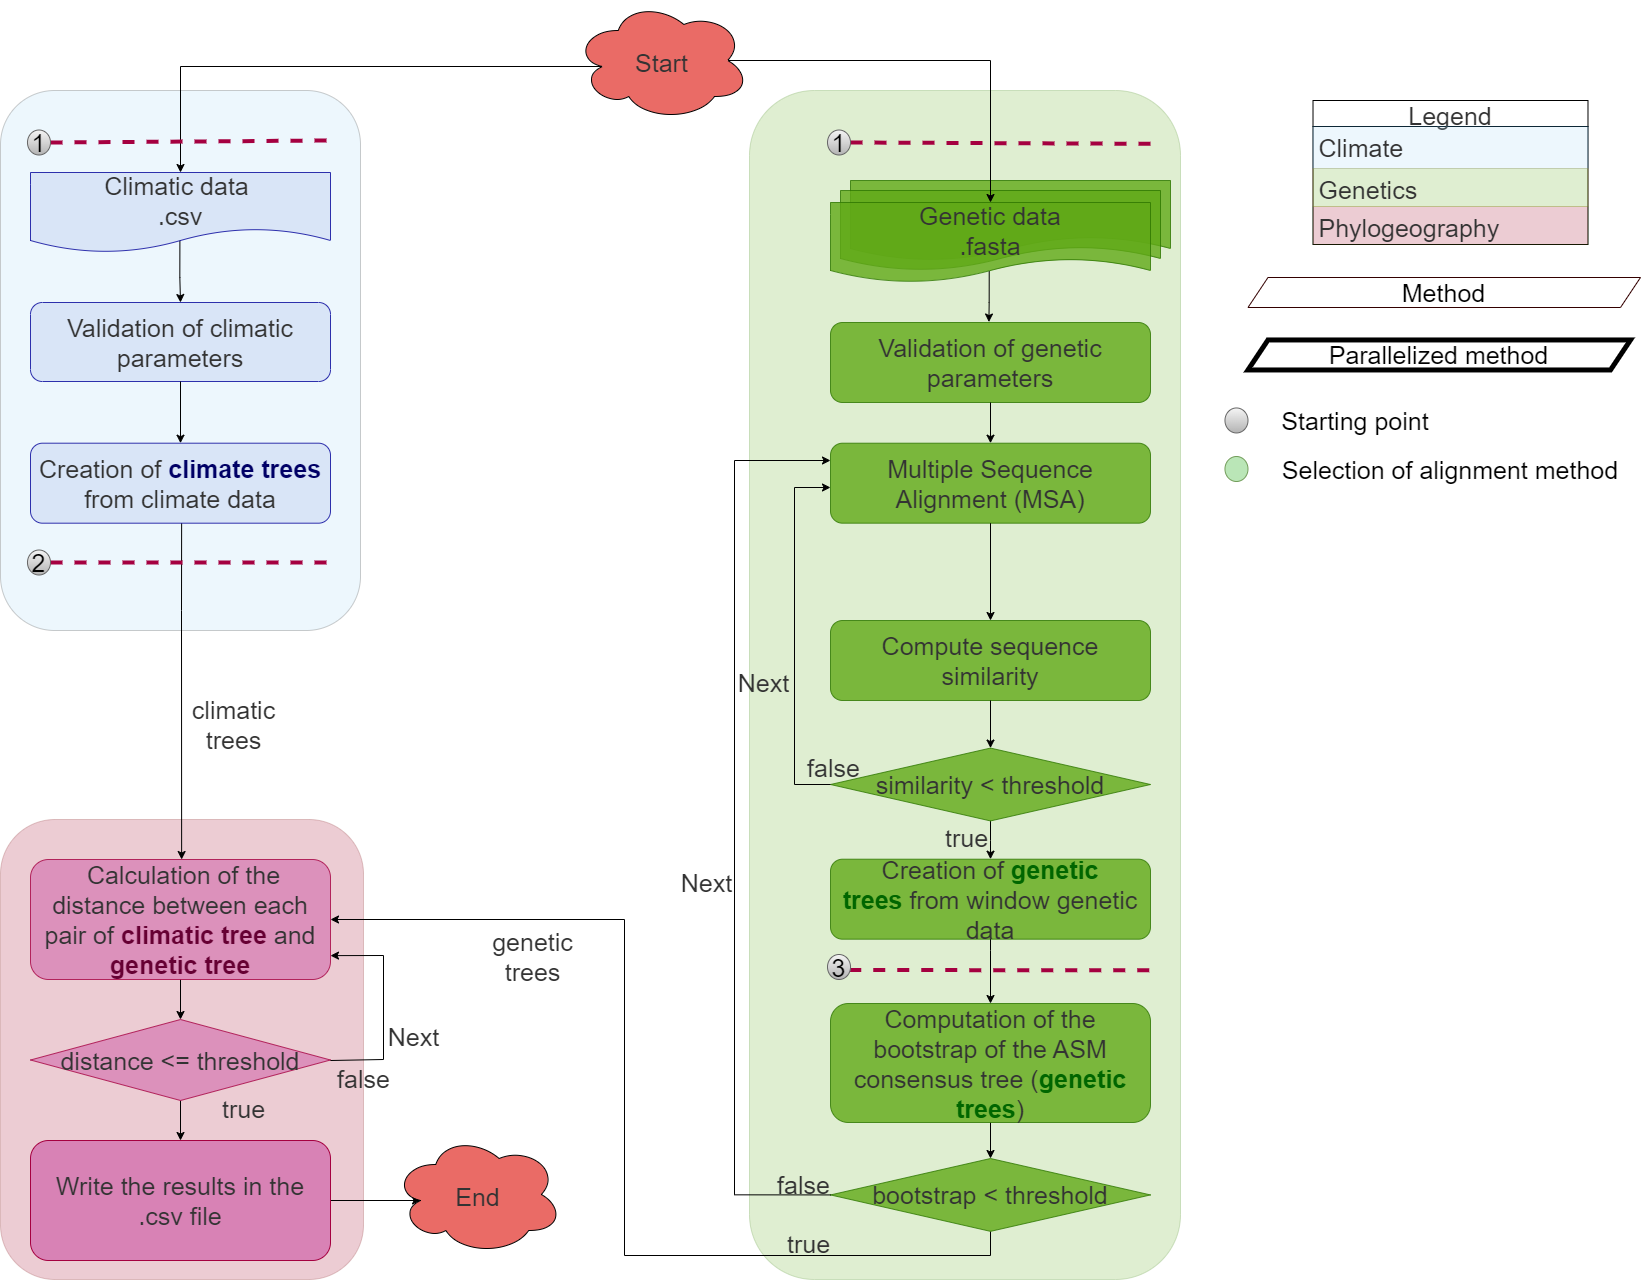 Start
1
Climatic data
.csv
Validation of climatic
parameters
Creation of climate trees
from climate data
2
climatic
trees
Calculation of the
distance between each
pair of climatic tree and
genetic tree
distance <= threshold
Next
false
true
Write the results in the
.csv file
End
1
Genetic data
.fasta
Validation of genetic
parameters
Multiple Sequence
Alignment (MSA)
Compute sequence
similarity
Next
false
similarity < threshold
true
Creation of genetic
trees from window genetic
data
Next
3
genetic
trees
Computation of the
bootstrap of the ASM
consensus tree (genetic
trees)
false
bootstrap < threshold
true
Legend
Climate
Genetics
Phylogeography
Method
Parallelized method
Starting point
Selection of alignment method